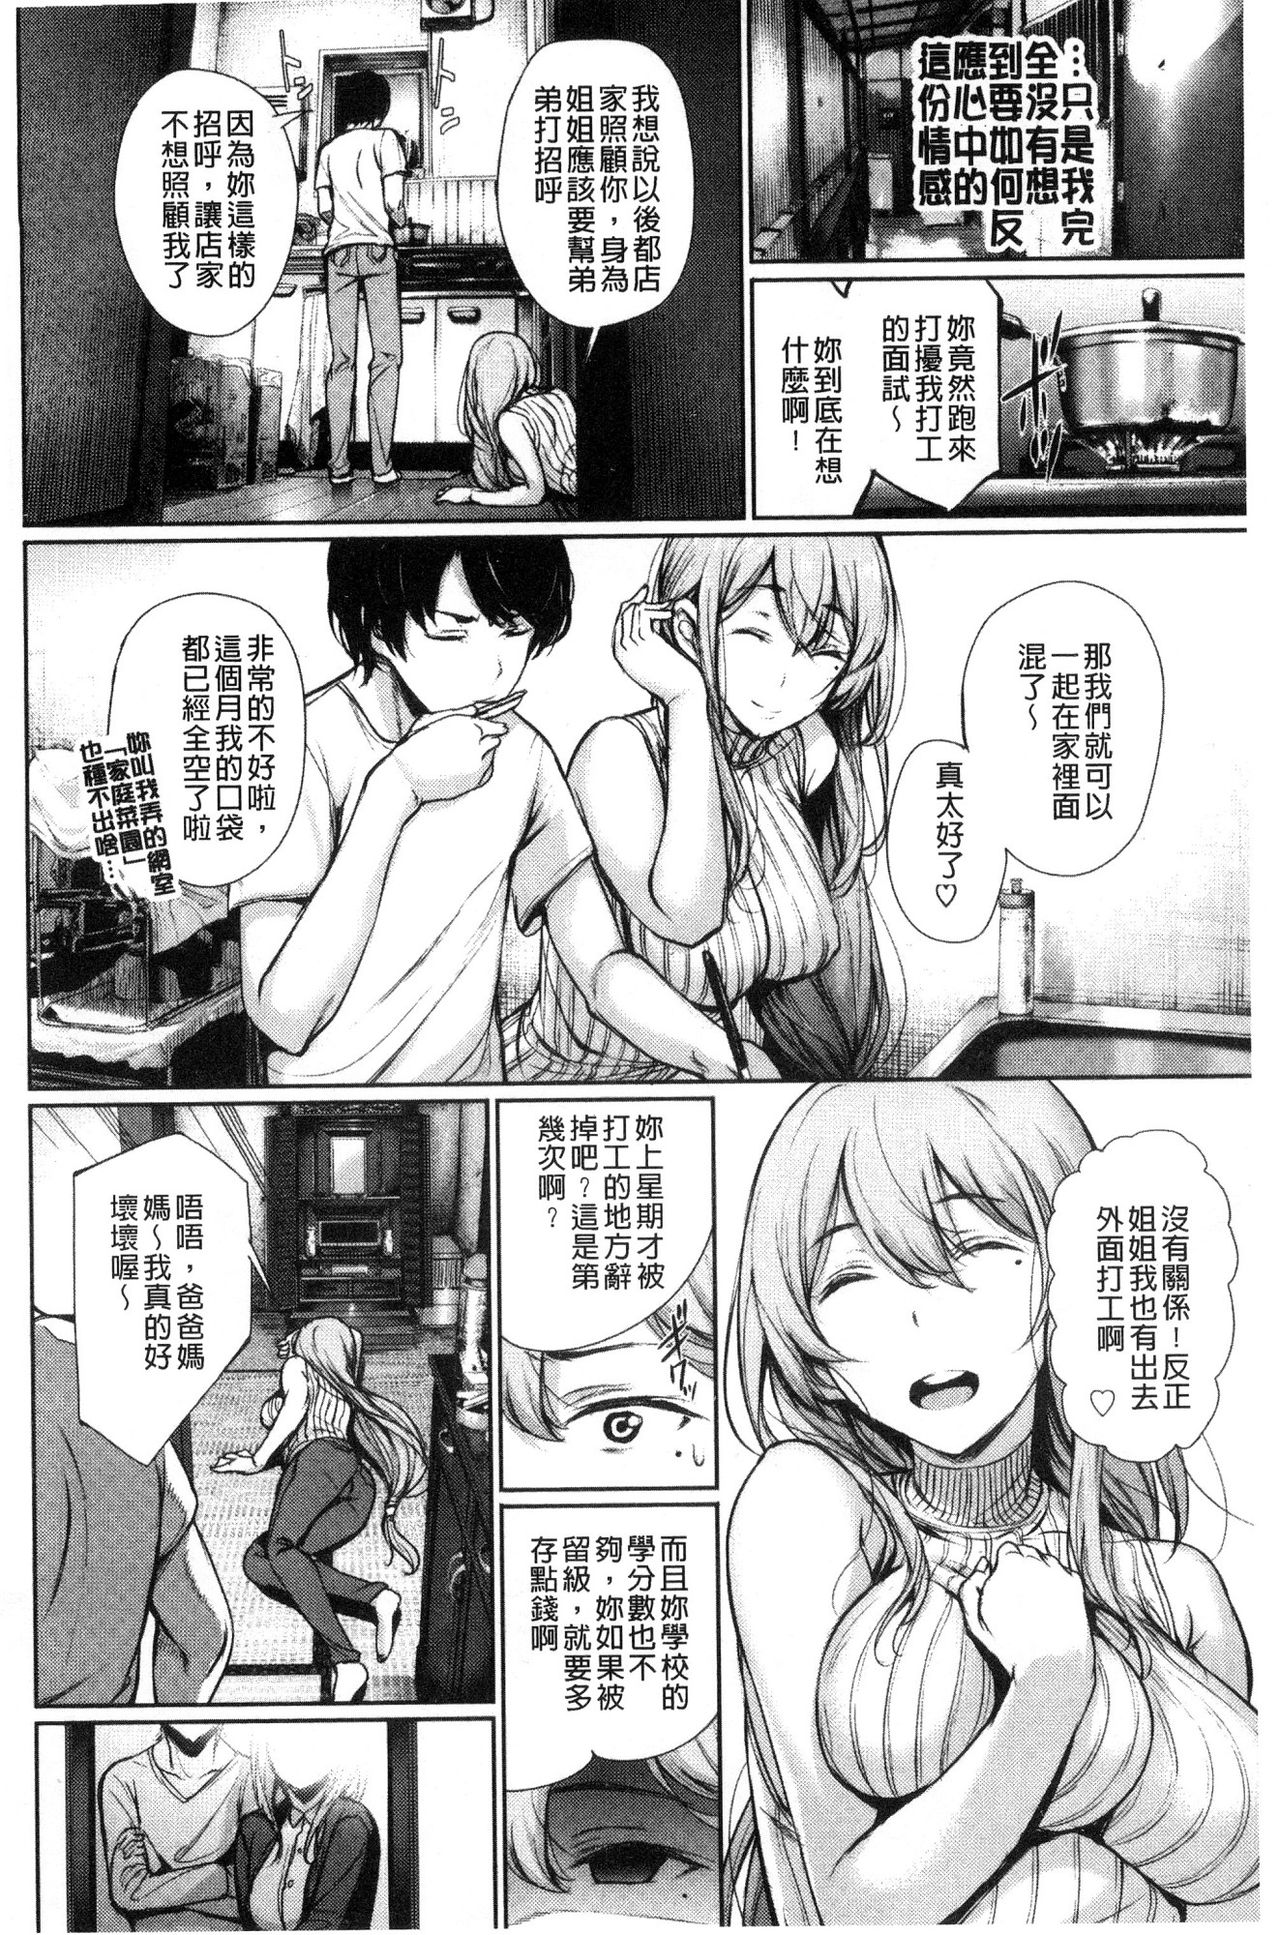 …只是我完
全沒有想
到要如何反
應心中的
這份情感
妳竟然跑來
打擾我打工
的面試～
妳到底在想
什麼啊！
我想說以後都店
家照顧你，身為
姐姐應該要幫弟
弟打招呼
因為妳這樣的
招呼，讓店家
不想照顧我了
那我們就可以
一起在家裡面
混了～
真太好了♡
非常的不好啦，
這個月我的口袋
都已經全空了啦
妳叫我弄的網室
「家庭菜園」
也種不出啥…
沒有關係！反正
姐姐我也有出去
外面打工啊
♡
妳上星期才被
打工的地方辭
掉吧？這是第
幾次啊？
而且妳學校的
學分數也不
夠，妳如果被
留級，就要多
存點錢啊
唔唔，爸爸媽
媽～我真的好
壞壞喔～